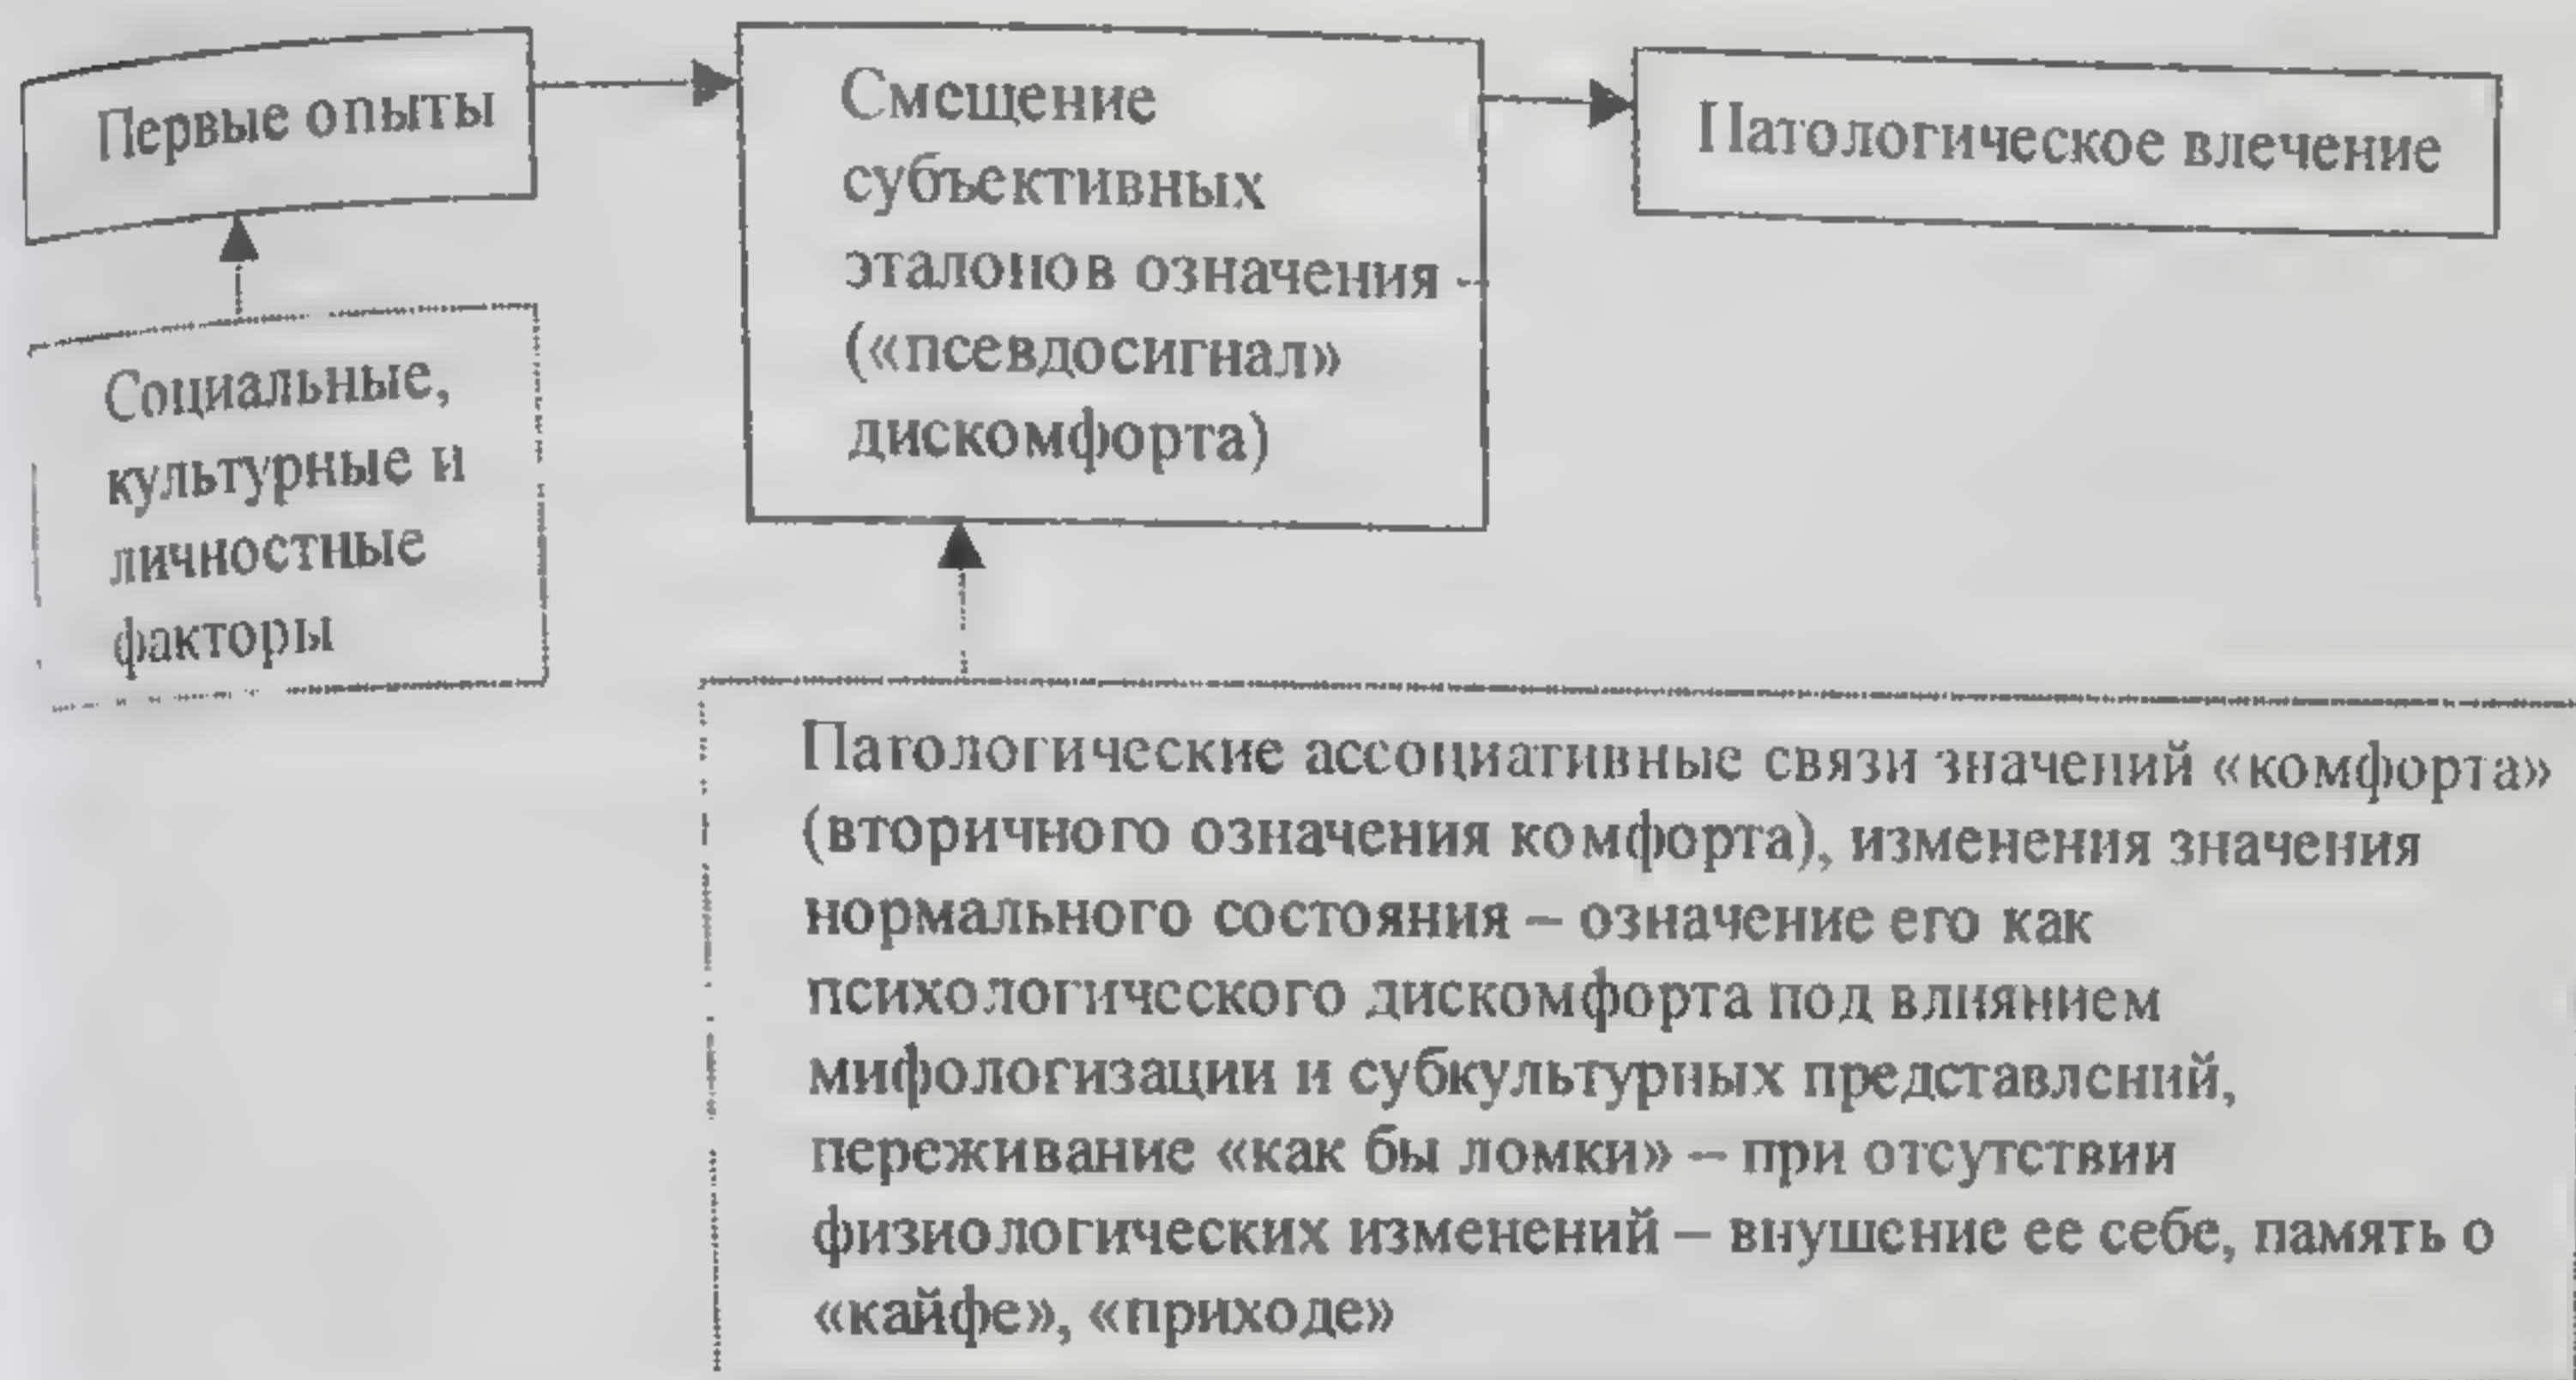 Первые опыты
Смещение
субъективных
эталонов означения -
(«псевдосигнал»
дискомфорта)
Патологическое влечение
Социальные,
культурные и
личностные
факторы
Патологические ассоциативные связи значений «комфорта»
(вторичного означения комфорта), изменения значения
нормального состояния – означение его как
психологического дискомфорта под влиянием
мифологизации и субкультурных представлений,
переживание «как бы ломки» – при отсутствии
физиологических изменений – внушение ее себе, память о
«кайфе», «приходе»